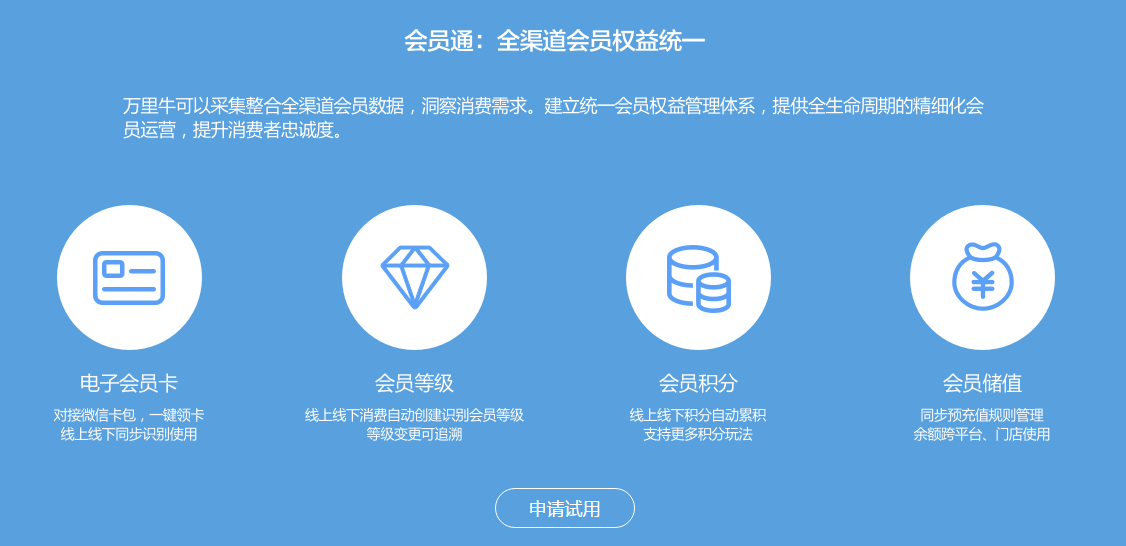 会员通：全渠道会员权益统一
万里牛可以采集整合全渠道会员数据，洞察消费需求。建立统一会员权益管理体系，提供全生命周期的精细化会
员运营，提升消费者忠诚度。
电子会员卡
对接微信卡包，一键领卡
线上线下同步识别使用
会员等级
线上线下消费自动创建识别会员等级
等级变更可追溯
会员积分
线上线下积分自动累积
支持更多积分玩法
会员储值
同步预充值规则管理
余额跨平台、门店使用
申请试用